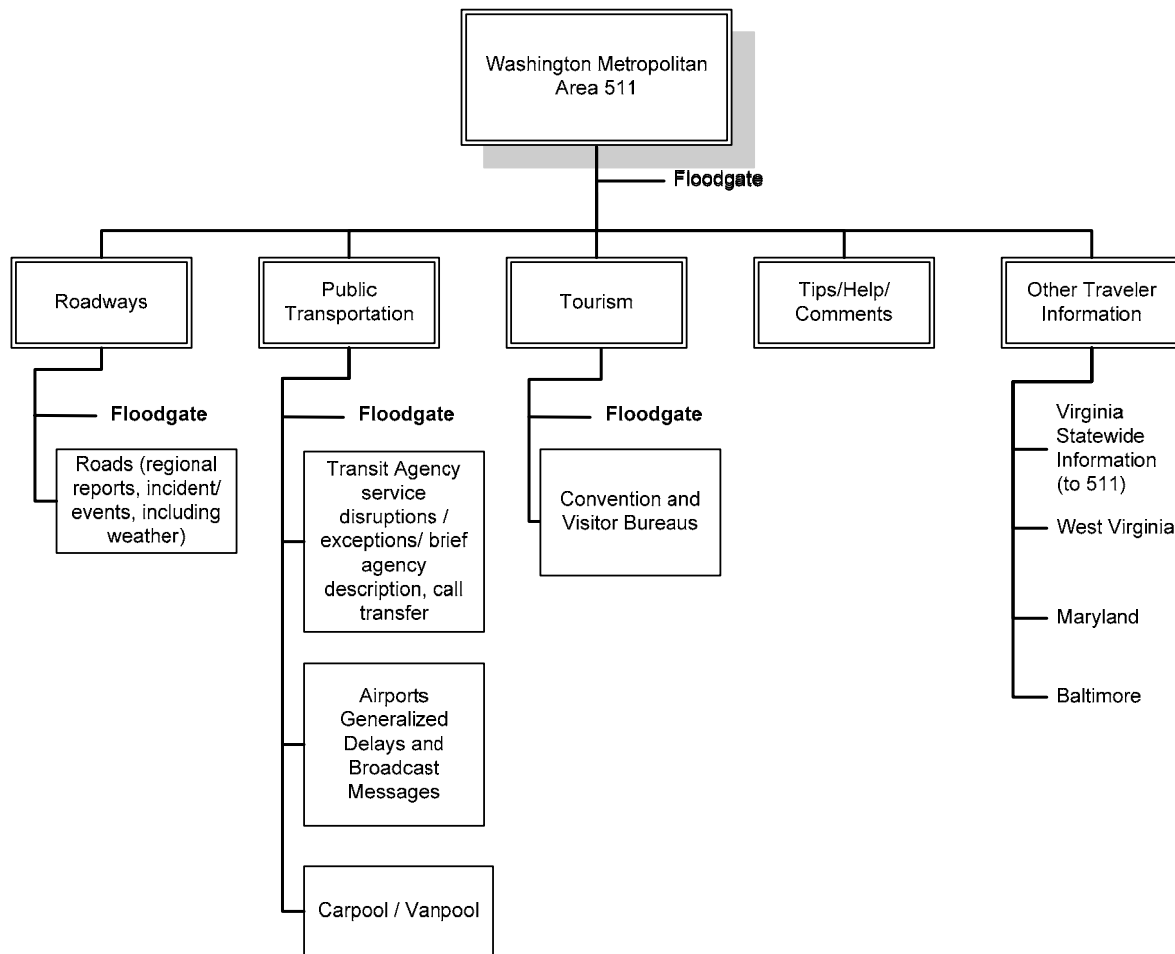 Washington Metropolitan
Area 511
Floodgate
Roadways
Public
Transportation
Tourism
Tips/Help/
Comments
Other Traveler
Information
Floodgate
Roads (regional
reports, incident/
events, including
weather)
Floodgate
Transit Agency
service
disruptions /
exceptions/ brief
agency
description, call
transfer
Airports
Generalized
Delays and
Broadcast
Messages
Carpool / Vanpool
Floodgate
Convention and
Visitor Bureaus
Virginia
Statewide
Information
(to 511)
West Virginia
Maryland
Baltimore